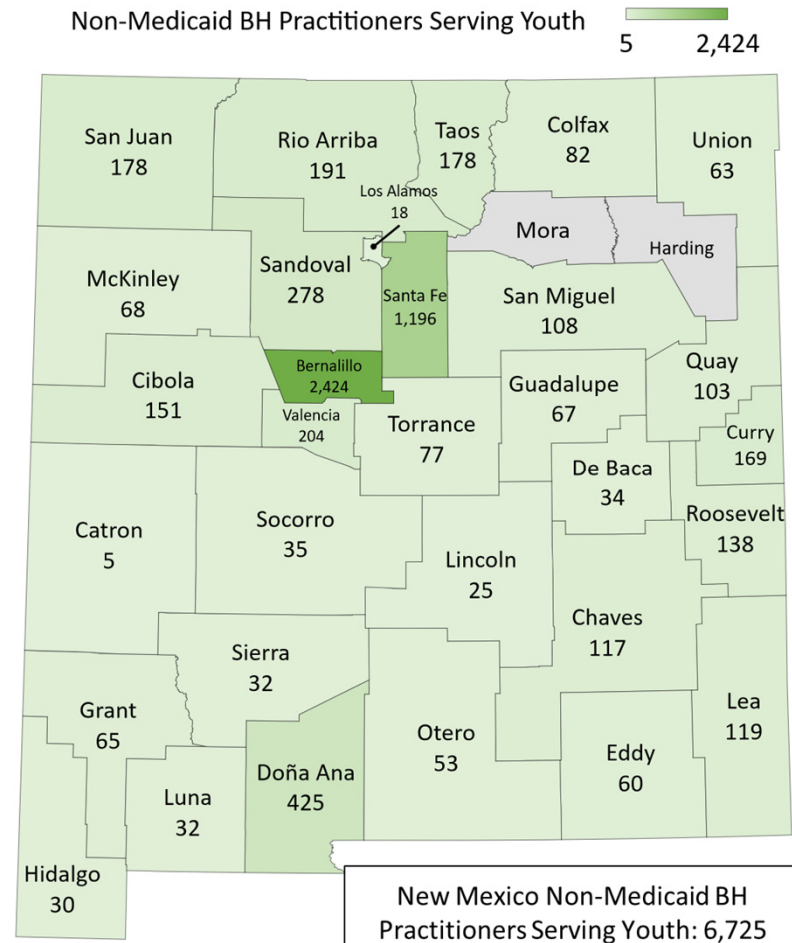 Non-Medicaid BH Practitioners Serving Youth
5 2,424
San Juan
178
Rio Arriba
191
Taos
178
Colfax
82
Union
63
Los Alamos
18
Mora
Harding
McKinley
68
Sandoval
278
Santa Fe
1,196
San Miguel
108
Bernalillo
2,424
Cibola
151
Valencia
204
Torrance
77
Guadalupe
67
Quay
103
Curry
169
De Baca
34
Roosevelt
138
Catron
5
Socorro
35
Lincoln
25
Chaves
117
Sierra
32
Grant
65
Otero
53
Lea
119
Eddy
60
Doña Ana
425
Luna
32
Hidalgo
30
New Mexico Non-Medicaid BH
Practitioners Serving Youth: 6,725